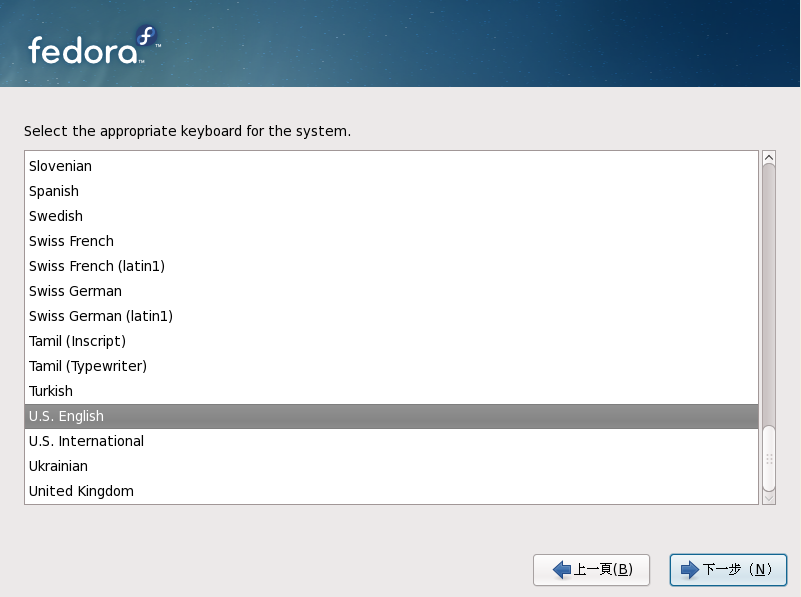 fedora™
Select the appropriate keyboard for the system.
Slovenian
Spanish
Swedish
Swiss French
Swiss French (latin1)
Swiss German
Swiss German (latin1)
Tamil (Inscript)
Tamil (Typewriter)
Turkish
U.S. English
U.S. International
Ukrainian
United Kingdom
上一頁(B)
下一步（N）